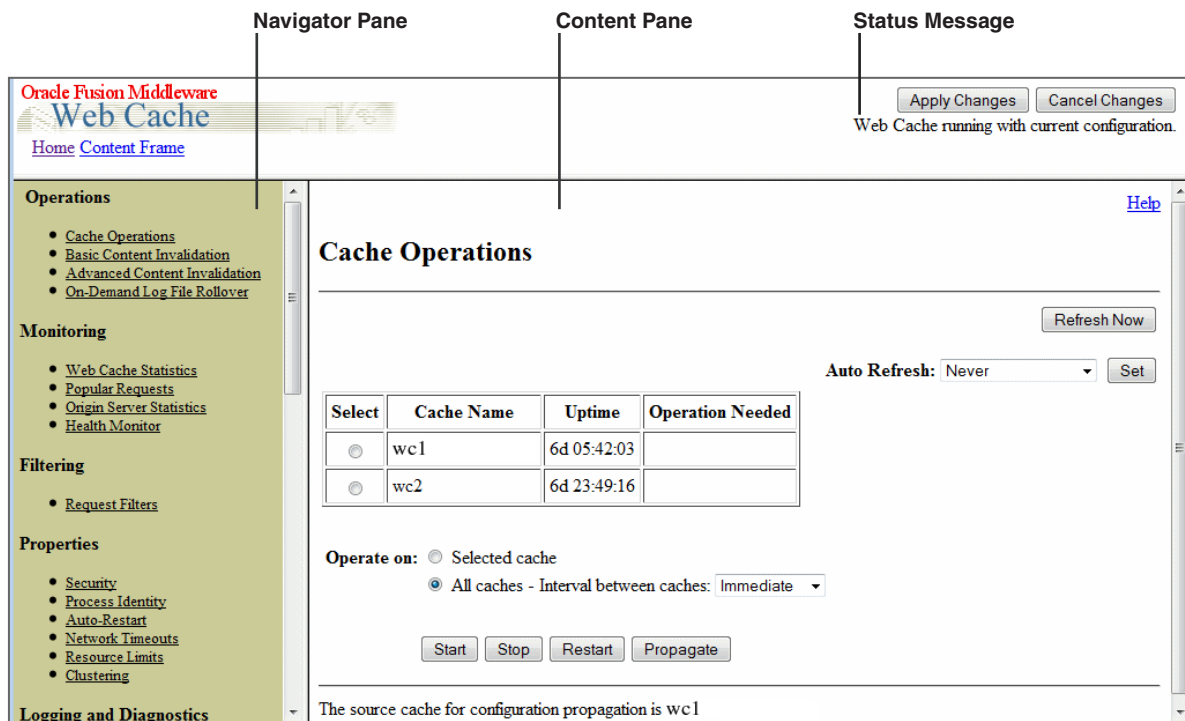 Navigator Pane
Content Pane
Status Message
Oracle Fusion Middleware
Web Cache
Home Content Frame
Apply Changes
Cancel Changes
Web Cache running with current configuration.
Operations
Cache Operations
Basic Content Invalidation
Advanced Content Invalidation
On-Demand Log File Rollover
Monitoring
Web Cache Statistics
Popular Requests
Origin Server Statistics
Health Monitor
Filtering
Request Filters
Properties
Security
Process Identity
Auto-Restart
Network Timeouts
Resource Limits
Clustering
Logging and Diagnostics
Help
Cache Operations
Refresh Now
Auto Refresh: Never Set
Select Cache Name Uptime Operation Needed
wc1 6d 05:42:03
wc2 6d 23:49:16
Operate on: Selected cache
All caches - Interval between caches: Immediate
Start Stop Restart Propagate
The source cache for configuration propagation is wc1